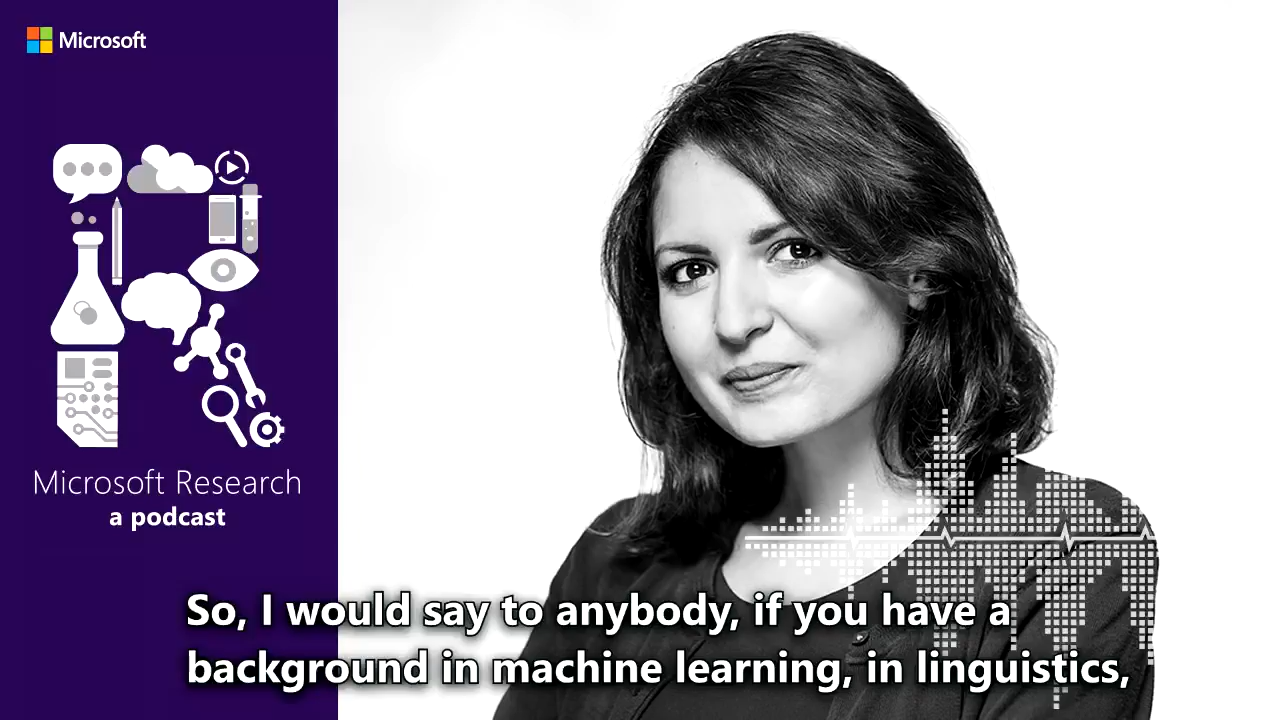 Microsoft
Microsoft Research
a podcast
So, I would say to anybody, if you have a
background in machine learning, in linguistics,